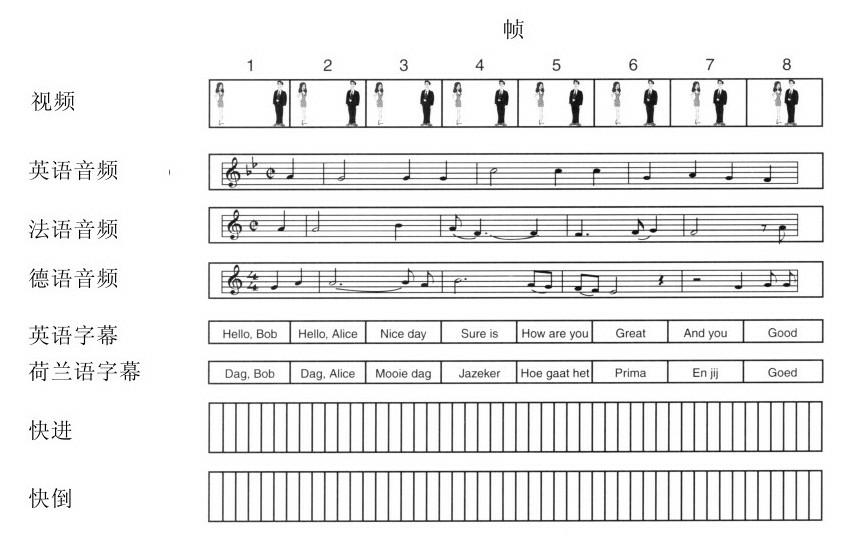 帧
1 2 3 4 5 6 7 8
视频
英语音频
法语音频
德语音频
英语字幕 Hello, Bob Hello, Alice Nice day Sure is How are you Great And you Good
荷兰语字幕 Dag, Bob Dag, Alice Mooie dag Jazeker Hoe gaat het Prima En jij Goed
快进
快倒